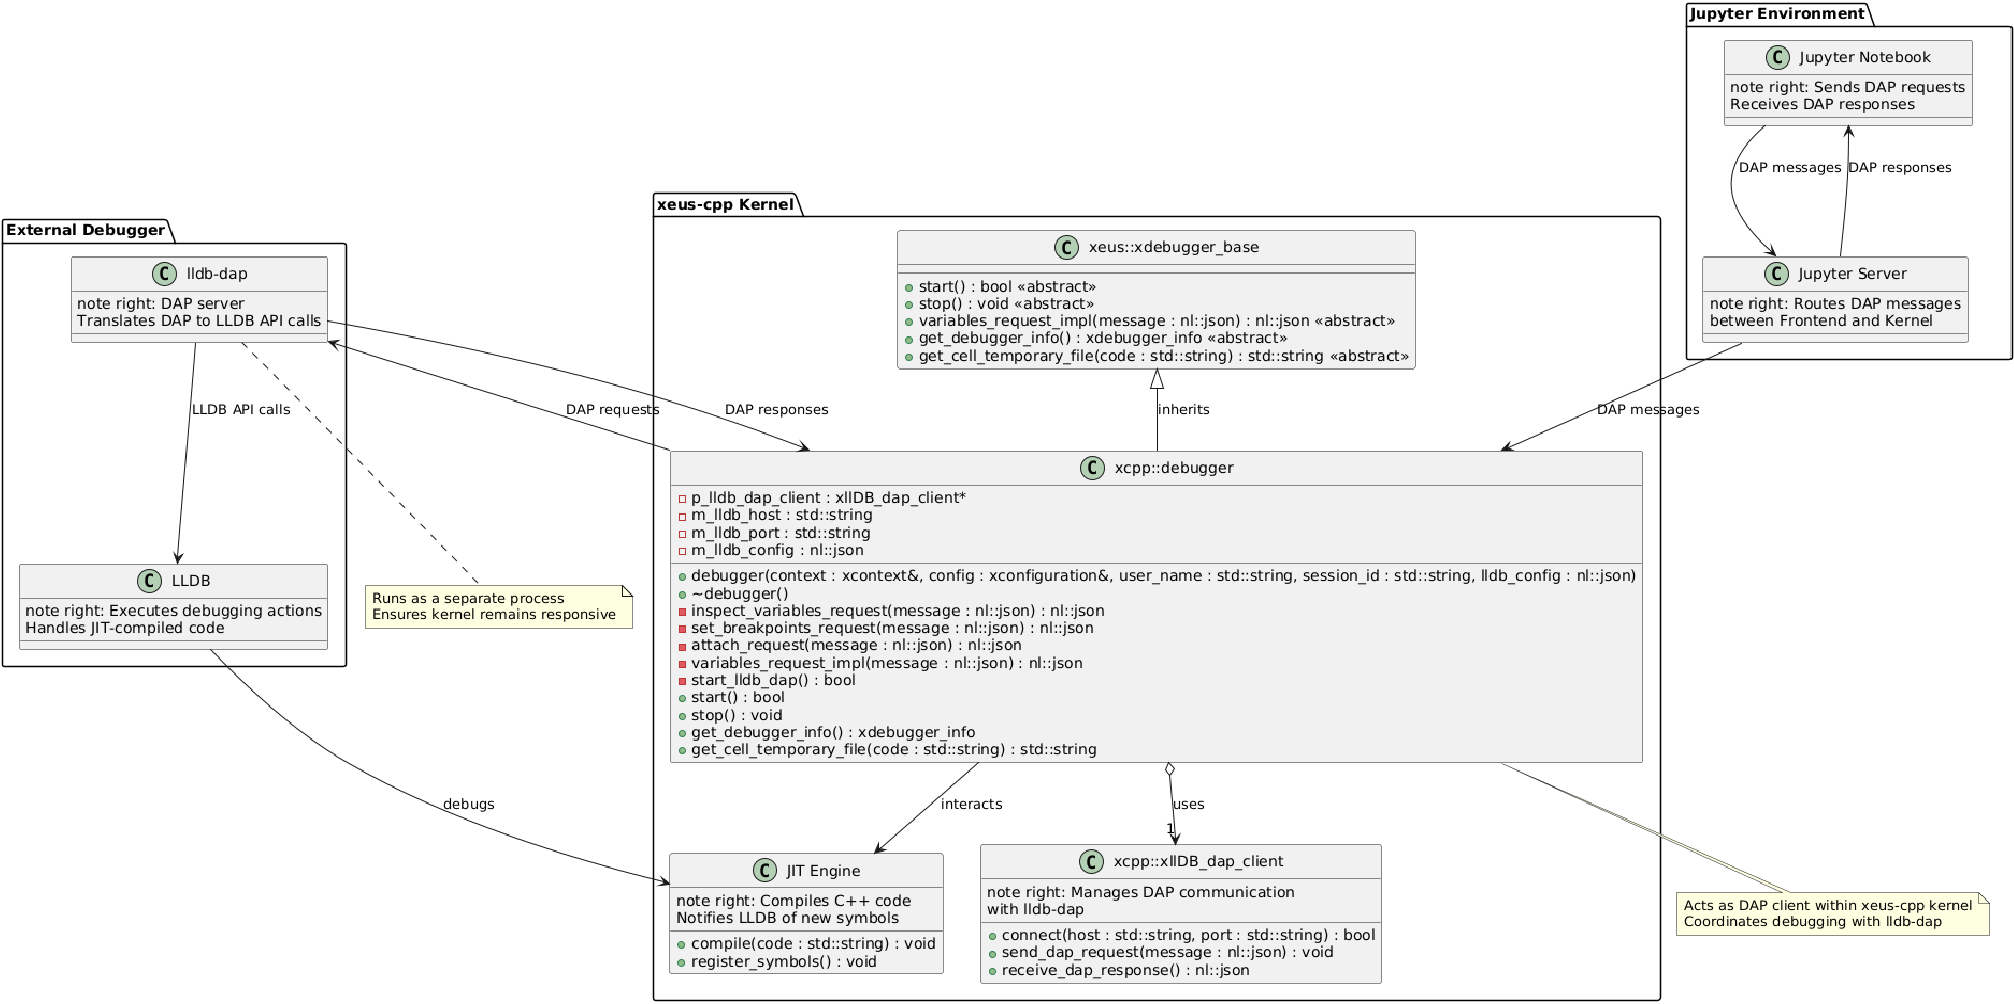 Jupyter Environment
C Jupyter Notebook
note right: Sends DAP requests
Receives DAP responses
DAP messages
DAP responses
C Jupyter Server
note right: Routes DAP messages
between Frontend and Kernel
External Debugger
C lldb-dap
note right: DAP server
Translates DAP to LLDB API calls
LLDB API calls
C LLDB
note right: Executes debugging actions
Handles JIT-compiled code
Runs as a separate process
Ensures kernel remains responsive
debugs
DAP requests
DAP responses
DAP messages
xeus-cpp Kernel
C xeus::xdebugger_base
start() : bool «abstract»
stop() : void «abstract»
variables_request_impl(message : nl::json) : nl::json «abstract»
get_debugger_info() : xdebugger_info «abstract»
get_cell_temporary_file(code : std::string) : std::string «abstract»
inherits
C xcpp::debugger
p_lldb_dap_client : xllDB_dap_client*
m_lldb_host : std::string
m_lldb_port : std::string
m_lldb_config : nl::json
debugger(context : xcontext&, config : xconfiguration&, user_name : std::string, session_id : std::string, lldb_config : nl::json)
~debugger()
inspect_variables_request(message : nl::json) : nl::json
set_breakpoints_request(message : nl::json) : nl::json
attach_request(message : nl::json) : nl::json
variables_request_impl(message : nl::json) : nl::json
start_lldb_dap() : bool
start() : bool
stop() : void
get_debugger_info() : xdebugger_info
get_cell_temporary_file(code : std::string) : std::string
interacts
uses
1
C JIT Engine
note right: Compiles C++ code
Notifies LLDB of new symbols
compile(code : std::string) : void
register_symbols() : void
C xcpp::xllDB_dap_client
note right: Manages DAP communication
with lldb-dap
connect(host : std::string, port : std::string) : bool
send_dap_request(message : nl::json) : void
receive_dap_response() : nl::json
Acts as DAP client within xeus-cpp kernel
Coordinates debugging with lldb-dap